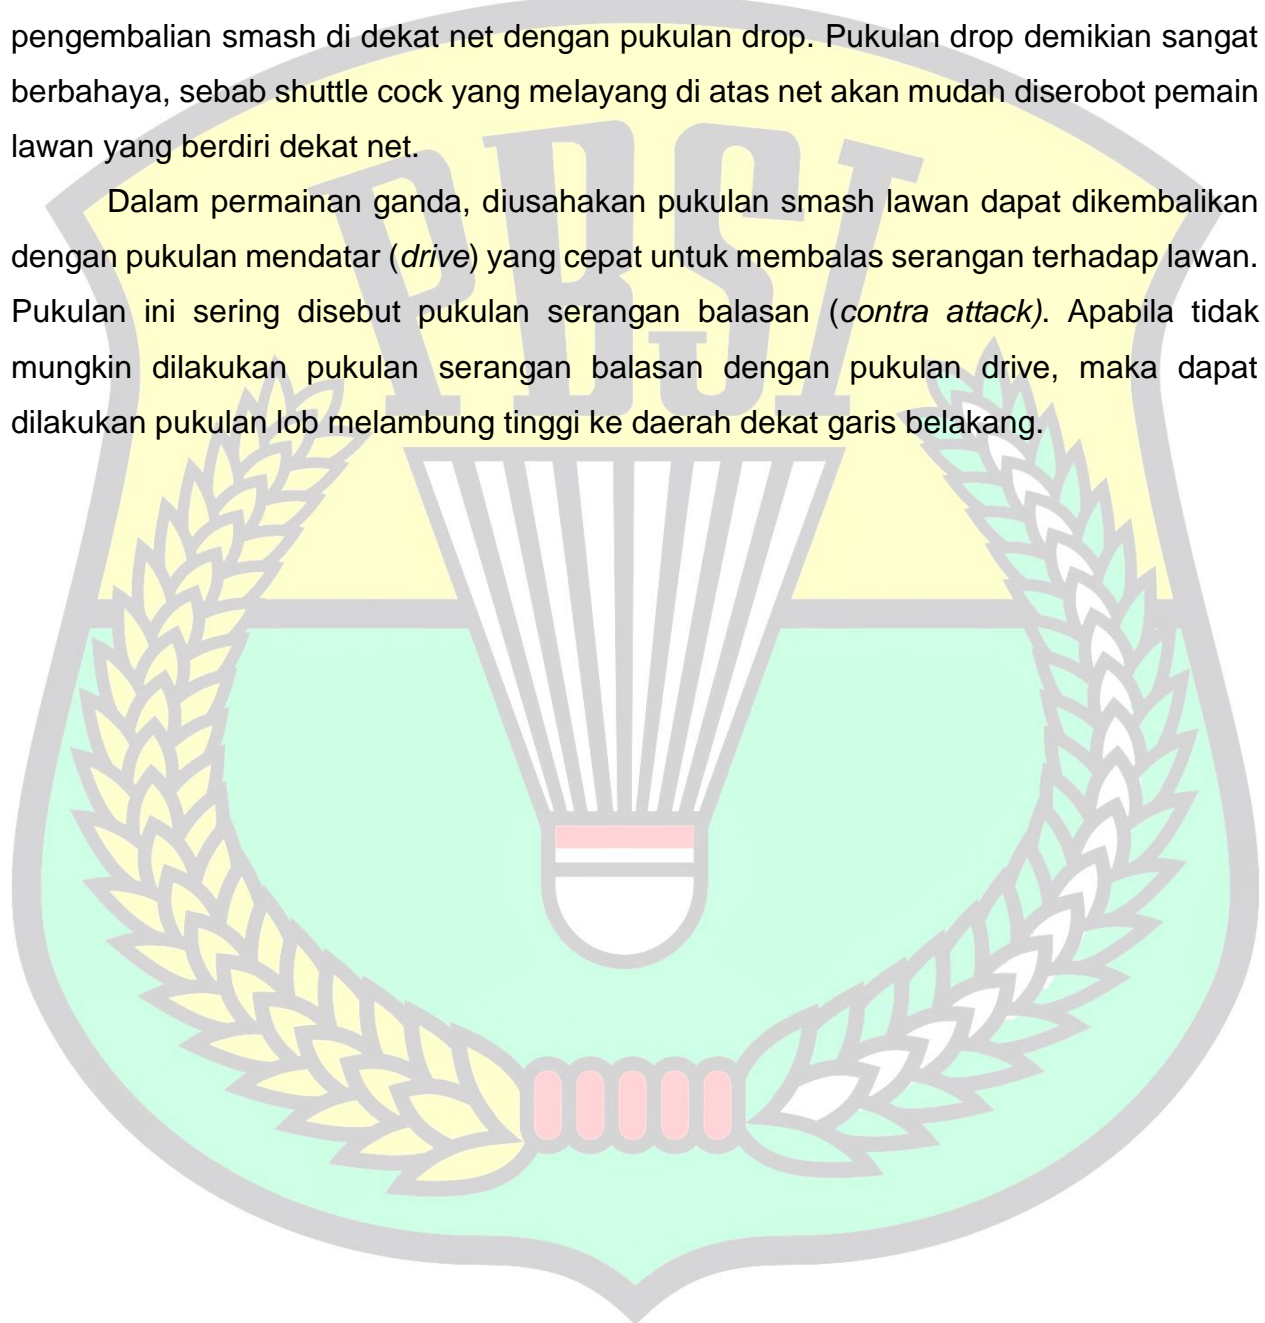 pengembalian smash di dekat net dengan pukulan drop. Pukulan drop demikian sangat
berbahaya, sebab shuttle cock yang melayang di atas net akan mudah diserobot pemain
lawan yang berdiri dekat net.
Dalam permainan ganda, diusahakan pukulan smash lawan dapat dikembalikan
dengan pukulan mendatar (drive) yang cepat untuk membalas serangan terhadap lawan.
Pukulan ini sering disebut pukulan serangan balasan (contra attack). Apabila tidak
mungkin dilakukan pukulan serangan balasan dengan pukulan drive, maka dapat
dilakukan pukulan lob melambung tinggi ke daerah dekat garis belakang.
PBSI